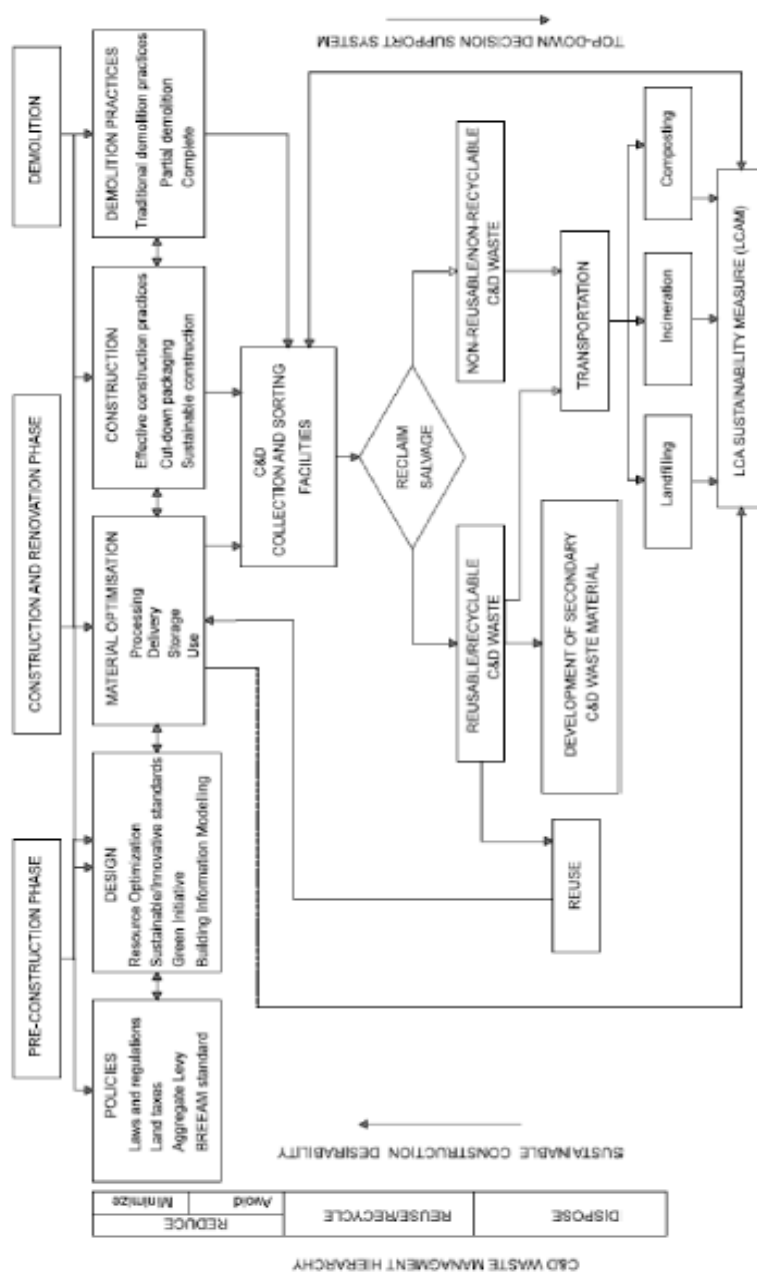 PRE-CONSTRUCTION PHASE
CONSTRUCTION AND RENOVATION PHASE
DEMOLITION
POLICIES
Laws and regulations
Land taxes
Aggregate Levy
BREEAM standard
DESIGN
Resource Optimization
Sustainable/Innovative standards
Green Initiative
Building Information Modelling
MATERIAL OPTIMISATION
Processing
Delivery
Storage
Use
CONSTRUCTION
Effective construction practices
Cut-down packaging
Sustainable construction
DEMOLITION PRACTICES
Traditional demolition practices
Partial demolition
Complete
C&D
COLLECTION AND SORTING
FACILITIES
RECLAIM
SALVAGE
REUSABLE/RECYCLABLE
C&D WASTE
NON-REUSABLE/NON-RECYCLABLE
C&D WASTE
REUSE
DEVELOPMENT OF SECONDARY
C&D WASTE MATERIAL
TRANSPORTATION
Landfilling
Incineration
Composting
LCA SUSTAINABILITY MEASURE (LCAM)
C&D WASTE MANAGMENT HIERARCHY
REDUCE
Minimize
Avoid
REUSE/RECYCLE
DISPOSE
SUSTAINABLE CONSTRUCTION DESIRABILITY
TOP-DOWN DECISION SUPPORT SYSTEM